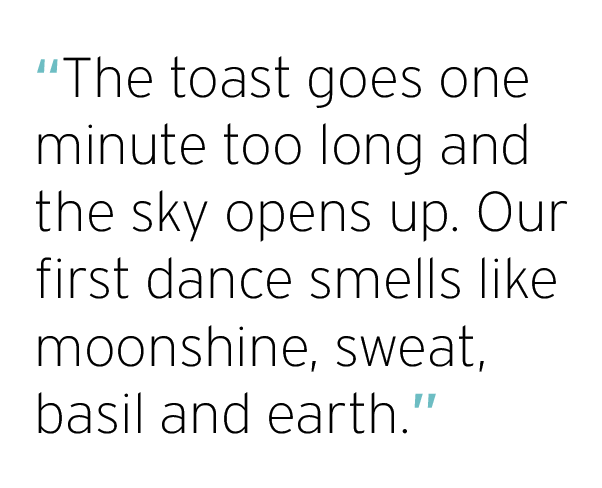 “The toast goes one
minute too long and
the sky opens up. Our
first dance smells like
moonshine, sweat,
basil and earth.”